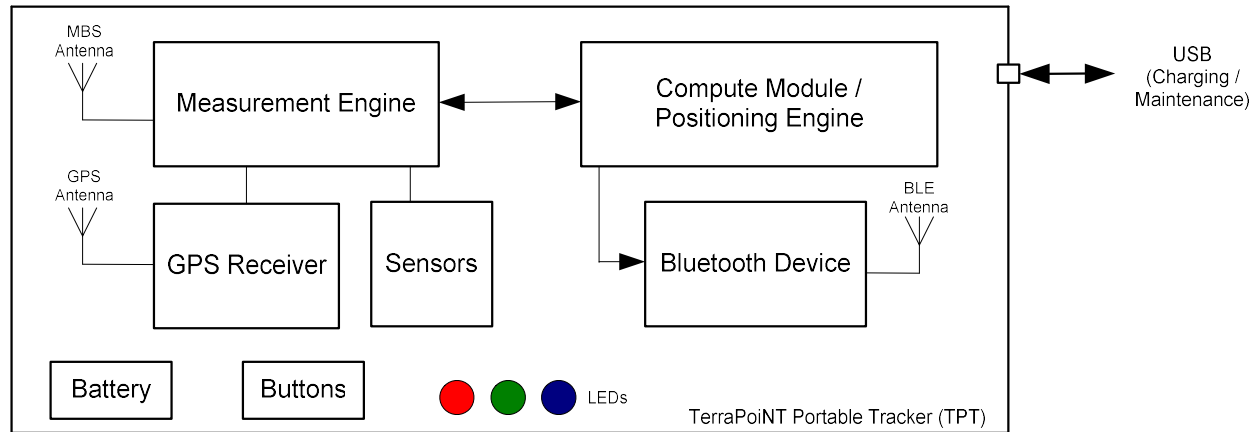 MBS
Antenna
Measurement Engine
Compute Module /
Positioning Engine
USB
(Charging /
Maintenance)
GPS
Antenna
GPS Receiver
Sensors
Bluetooth Device
BLE
Antenna
Battery
Buttons
LEDs
TerraPoiNT Portable Tracker (TPT)